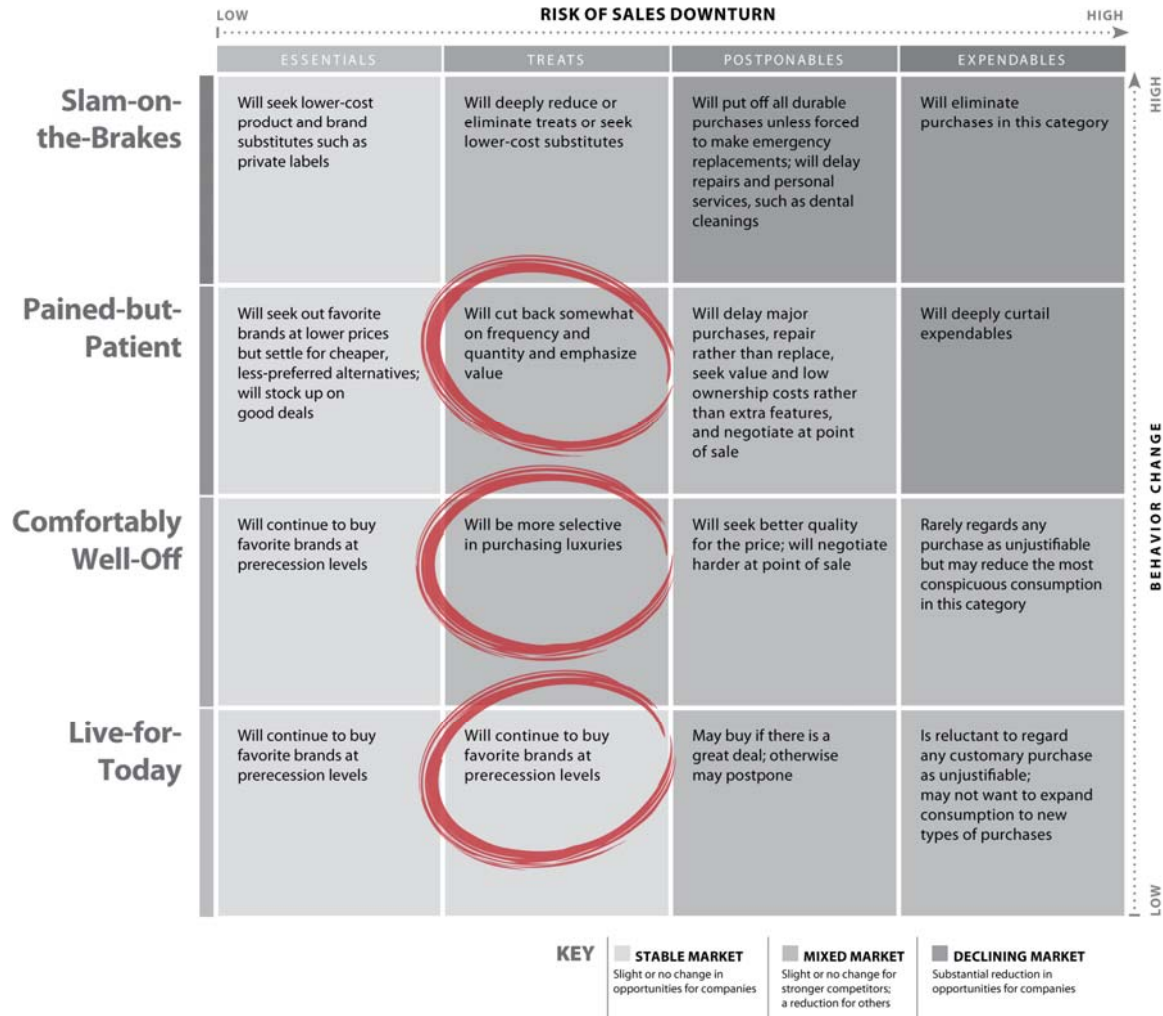 RISK OF SALES DOWNTURN
LOW
HIGH
ESSENTIALS
TREATS
POSTPONABLES
EXPENDABLES
Slam-on-
the-Brakes
Will seek lower-cost
product and brand
substitutes such as
private labels
Will deeply reduce or
eliminate treats or seek
lower-cost substitutes
Will put off all durable
purchases unless forced
to make emergency
replacements; will delay
repairs and personal
services, such as dental
cleanings
Will eliminate
purchases in this category
HIGH
Pained-but-
Patient
Will seek out favorite
brands at lower prices
but settle for cheaper,
less-preferred alternatives;
will stock up on
good deals
Will cut back somewhat
on frequency and
quantity and emphasize
value
Will delay major
purchases, repair
rather than replace,
seek value and low
ownership costs rather
than extra features,
and negotiate at point
of sale
Will deeply curtail
expendables
BEHAVIOR CHANGE
Comfortably
Well-Off
Will continue to buy
favorite brands at
prerecession levels
Will be more selective
in purchasing luxuries
Will seek better quality
for the price; will negotiate
harder at point of sale
Rarely regards any
purchase as unjustifiable
but may reduce the most
conspicuous consumption
in this category
Live-for-
Today
Will continue to buy
favorite brands at
prerecession levels
Will continue to buy
favorite brands at
prerecession levels
May buy if there is a
great deal; otherwise
may postpone
Is reluctant to regard
any customary purchase
as unjustifiable;
may not want to expand
consumption to new
types of purchases
LOW
KEY
STABLE MARKET
Slight or no change in
opportunities for companies
MIXED MARKET
Slight or no change for
stronger competitors;
a reduction for others
DECLINING MARKET
Substantial reduction in
opportunities for companies